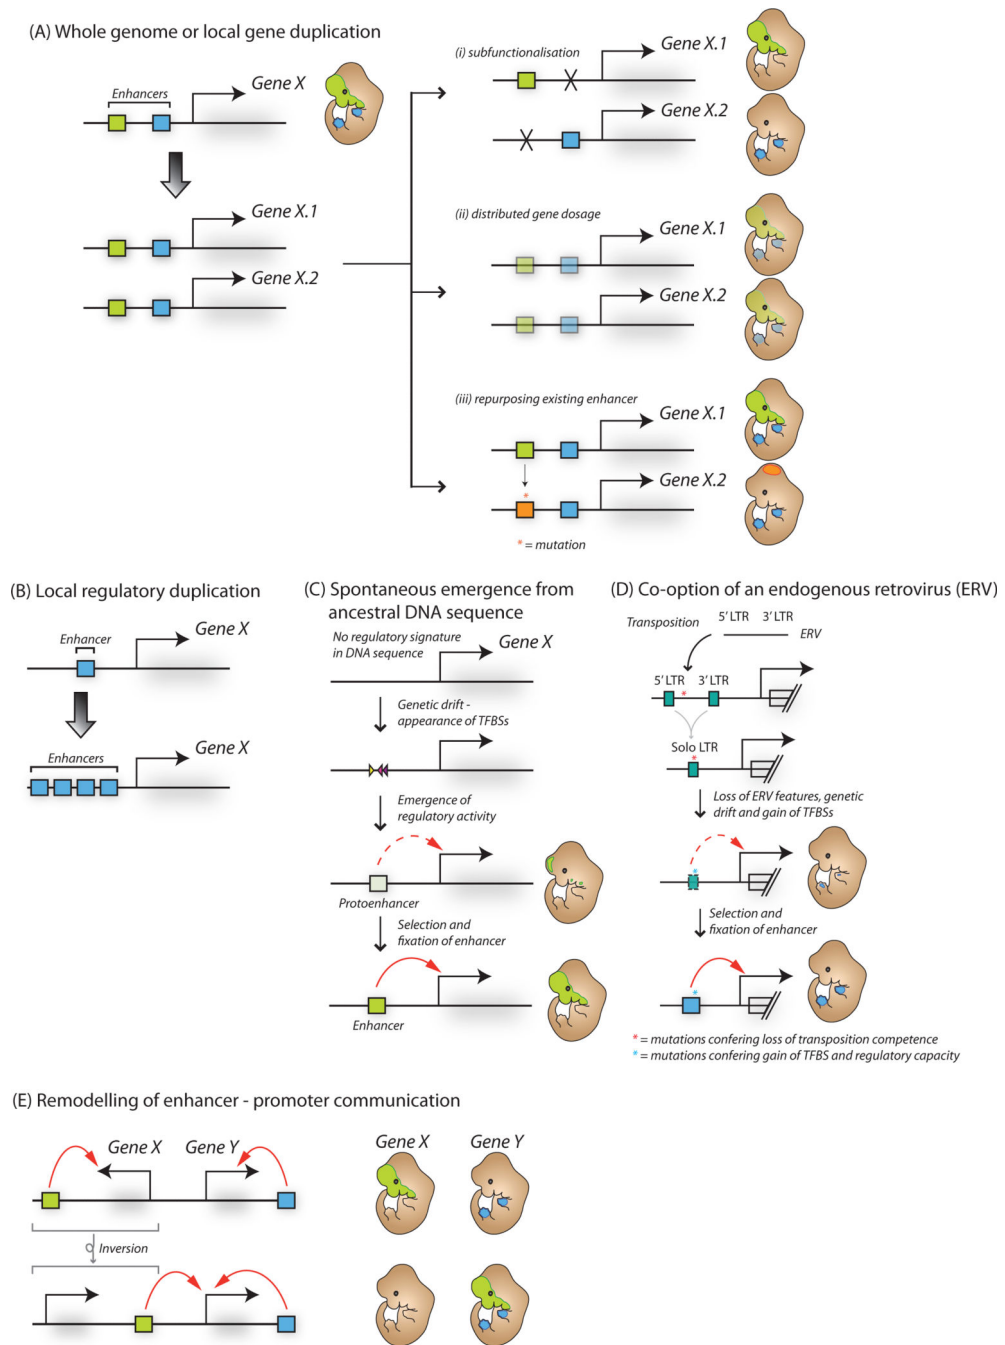 (A) Whole genome or local gene duplication
Enhancers
Gene X
Gene X.1
Gene X.2
(i) subfunctionalisation
Gene X.1
Gene X.2
(ii) distributed gene dosage
Gene X.1
Gene X.2
(iii) repurposing existing enhancer
Gene X.1
*
Gene X.2
* = mutation
(B) Local regulatory duplication
Enhancer
Gene X
Enhancers
Gene X
(C) Spontaneous emergence from
ancestral DNA sequence
No regulatory signature
in DNA sequence
Gene X
Genetic drift -
appearance of TFBSs
Emergence of
regulatory activity
Protoenhancer
Selection and
fixation of enhancer
Enhancer
(D) Co-option of an endogenous retrovirus (ERV)
5' LTR 3' LTR
Transposition
ERV
5' LTR 3' LTR
*
Solo LTR
*
Loss of ERV features, genetic
drift and gain of TFBSs
*
Selection and
fixation of enhancer
*
* = mutations confering loss of transposition competence
* = mutations confering gain of TFBS and regulatory capacity
(E) Remodelling of enhancer - promoter communication
Gene X Gene Y
Gene X Gene Y
Inversion